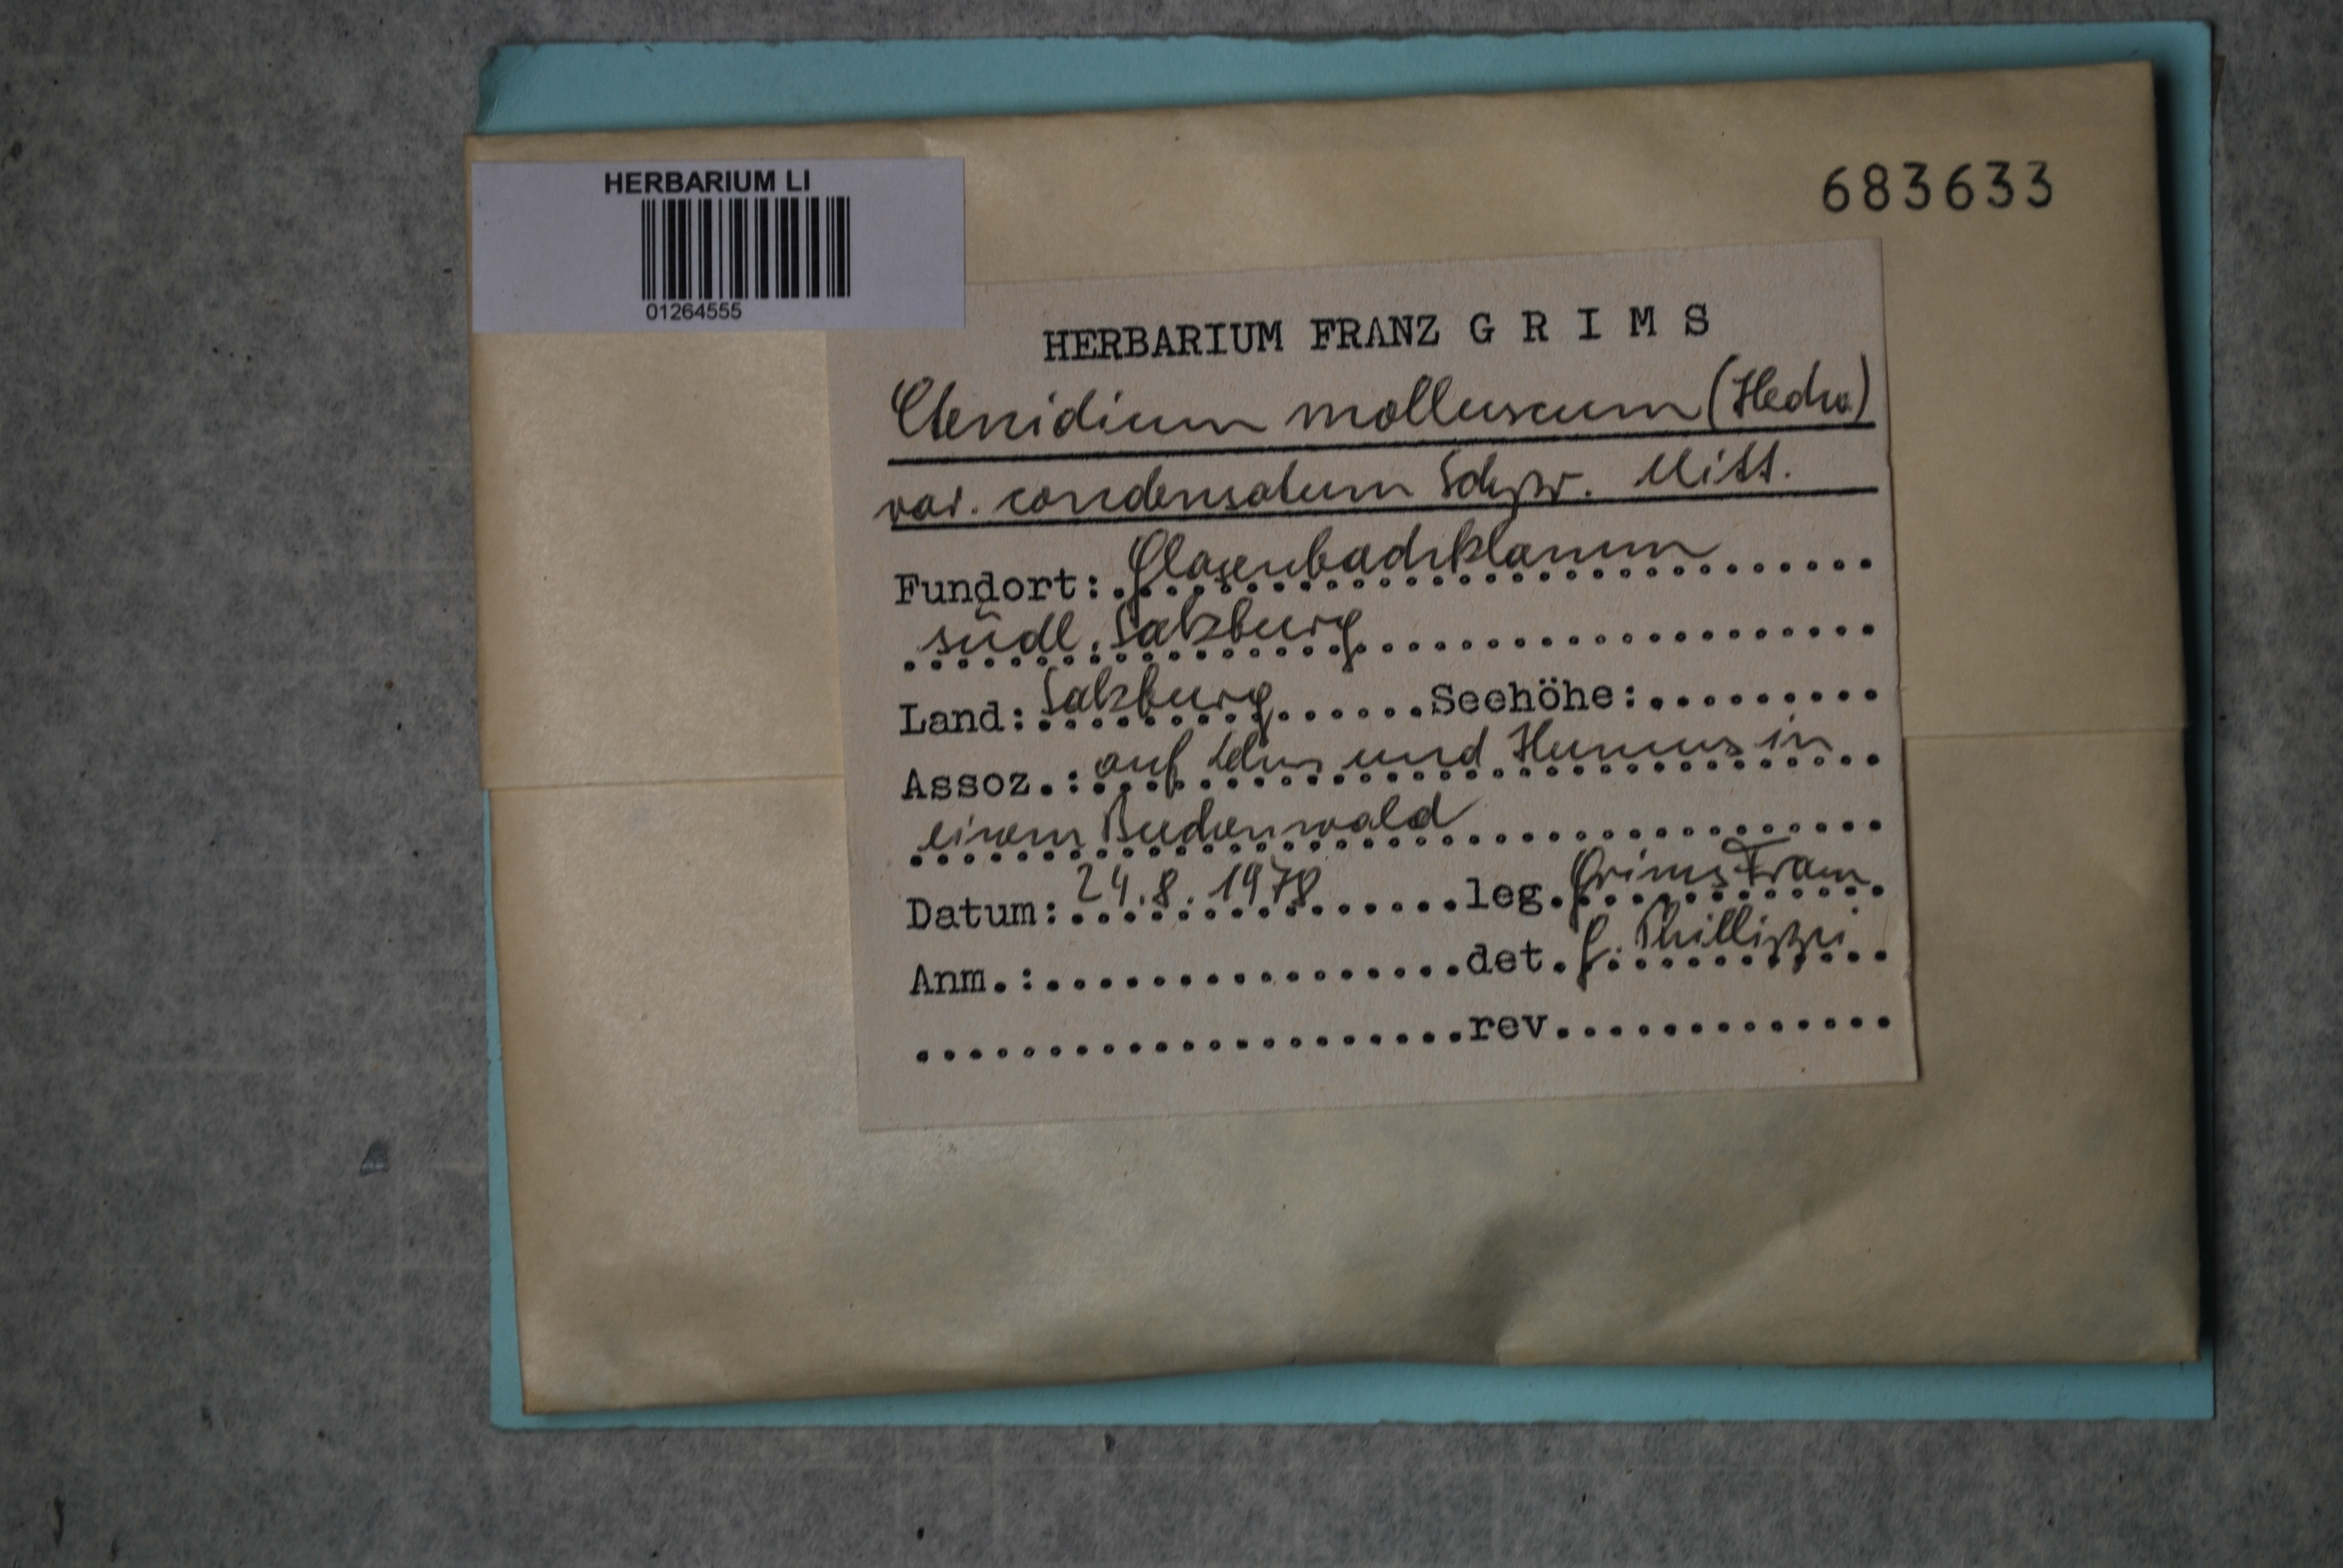 HERBARIUM LI
01264555
683633
HERBARIUM FRANZ G R I M S
Ctenidium molluscum (Hedw.)
var. condensatum Schpr. Mitt.
Fundort: Glasenbachklamm
südl. Salzburg
Land: Salzburg Seehöhe:
Assoz.: auf Lehm und Humus in
einem Buchenwald
Datum: 24.8.1978 leg. Grims Franz
Anm.: det. G. Phillippi
rev.